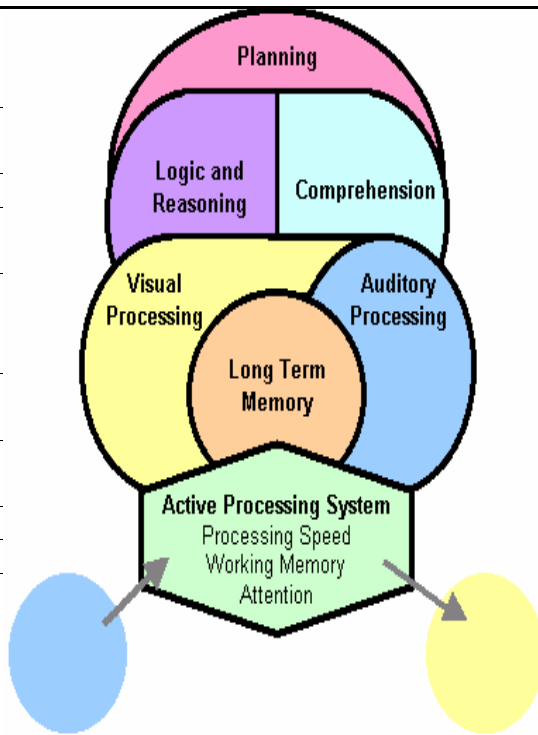 Planning
Logic and
Reasoning
Comprehension
Visual
Processing
Auditory
Processing
Long Term
Memory
Active Processing System
Processing Speed
Working Memory
Attention